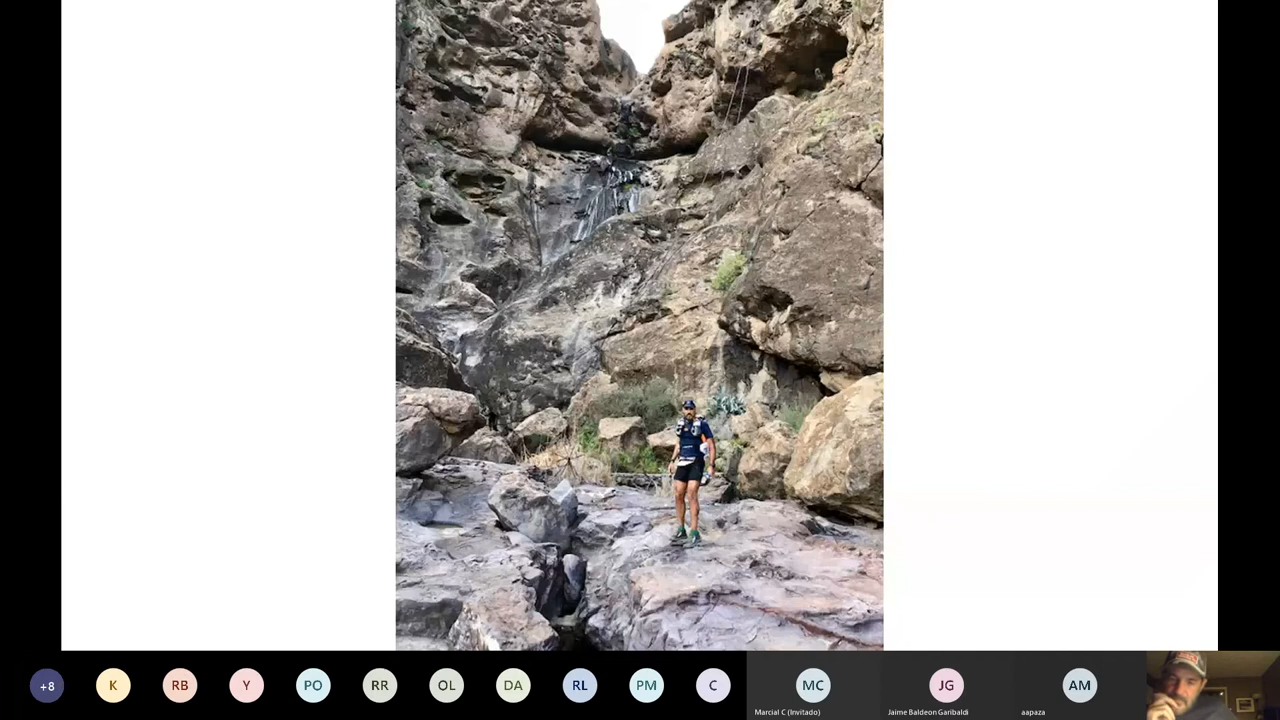 +8
K
RB
Y
PO
RR
OL
DA
RL
PM
C
MC
JG
AM
Marcial C (Invitado)
Jaime Baldeon Garibaldi
aapaza